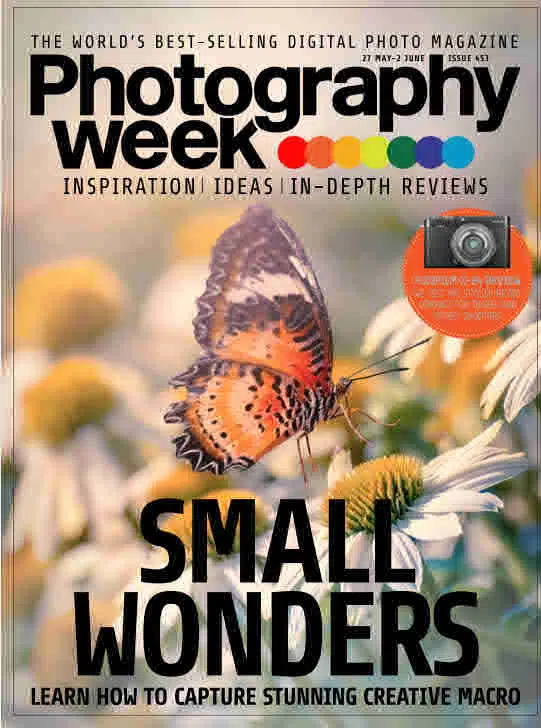 THE WORLD'S BEST-SELLING DIGITAL PHOTO MAGAZINE
27 MAY-2 JUNE ISSUE 453
Photography
week
INSPIRATION | IDEAS | IN-DEPTH REVIEWS
REVIEW
SMALL
WONDERS
LEARN HOW TO CAPTURE STUNNING CREATIVE MACRO